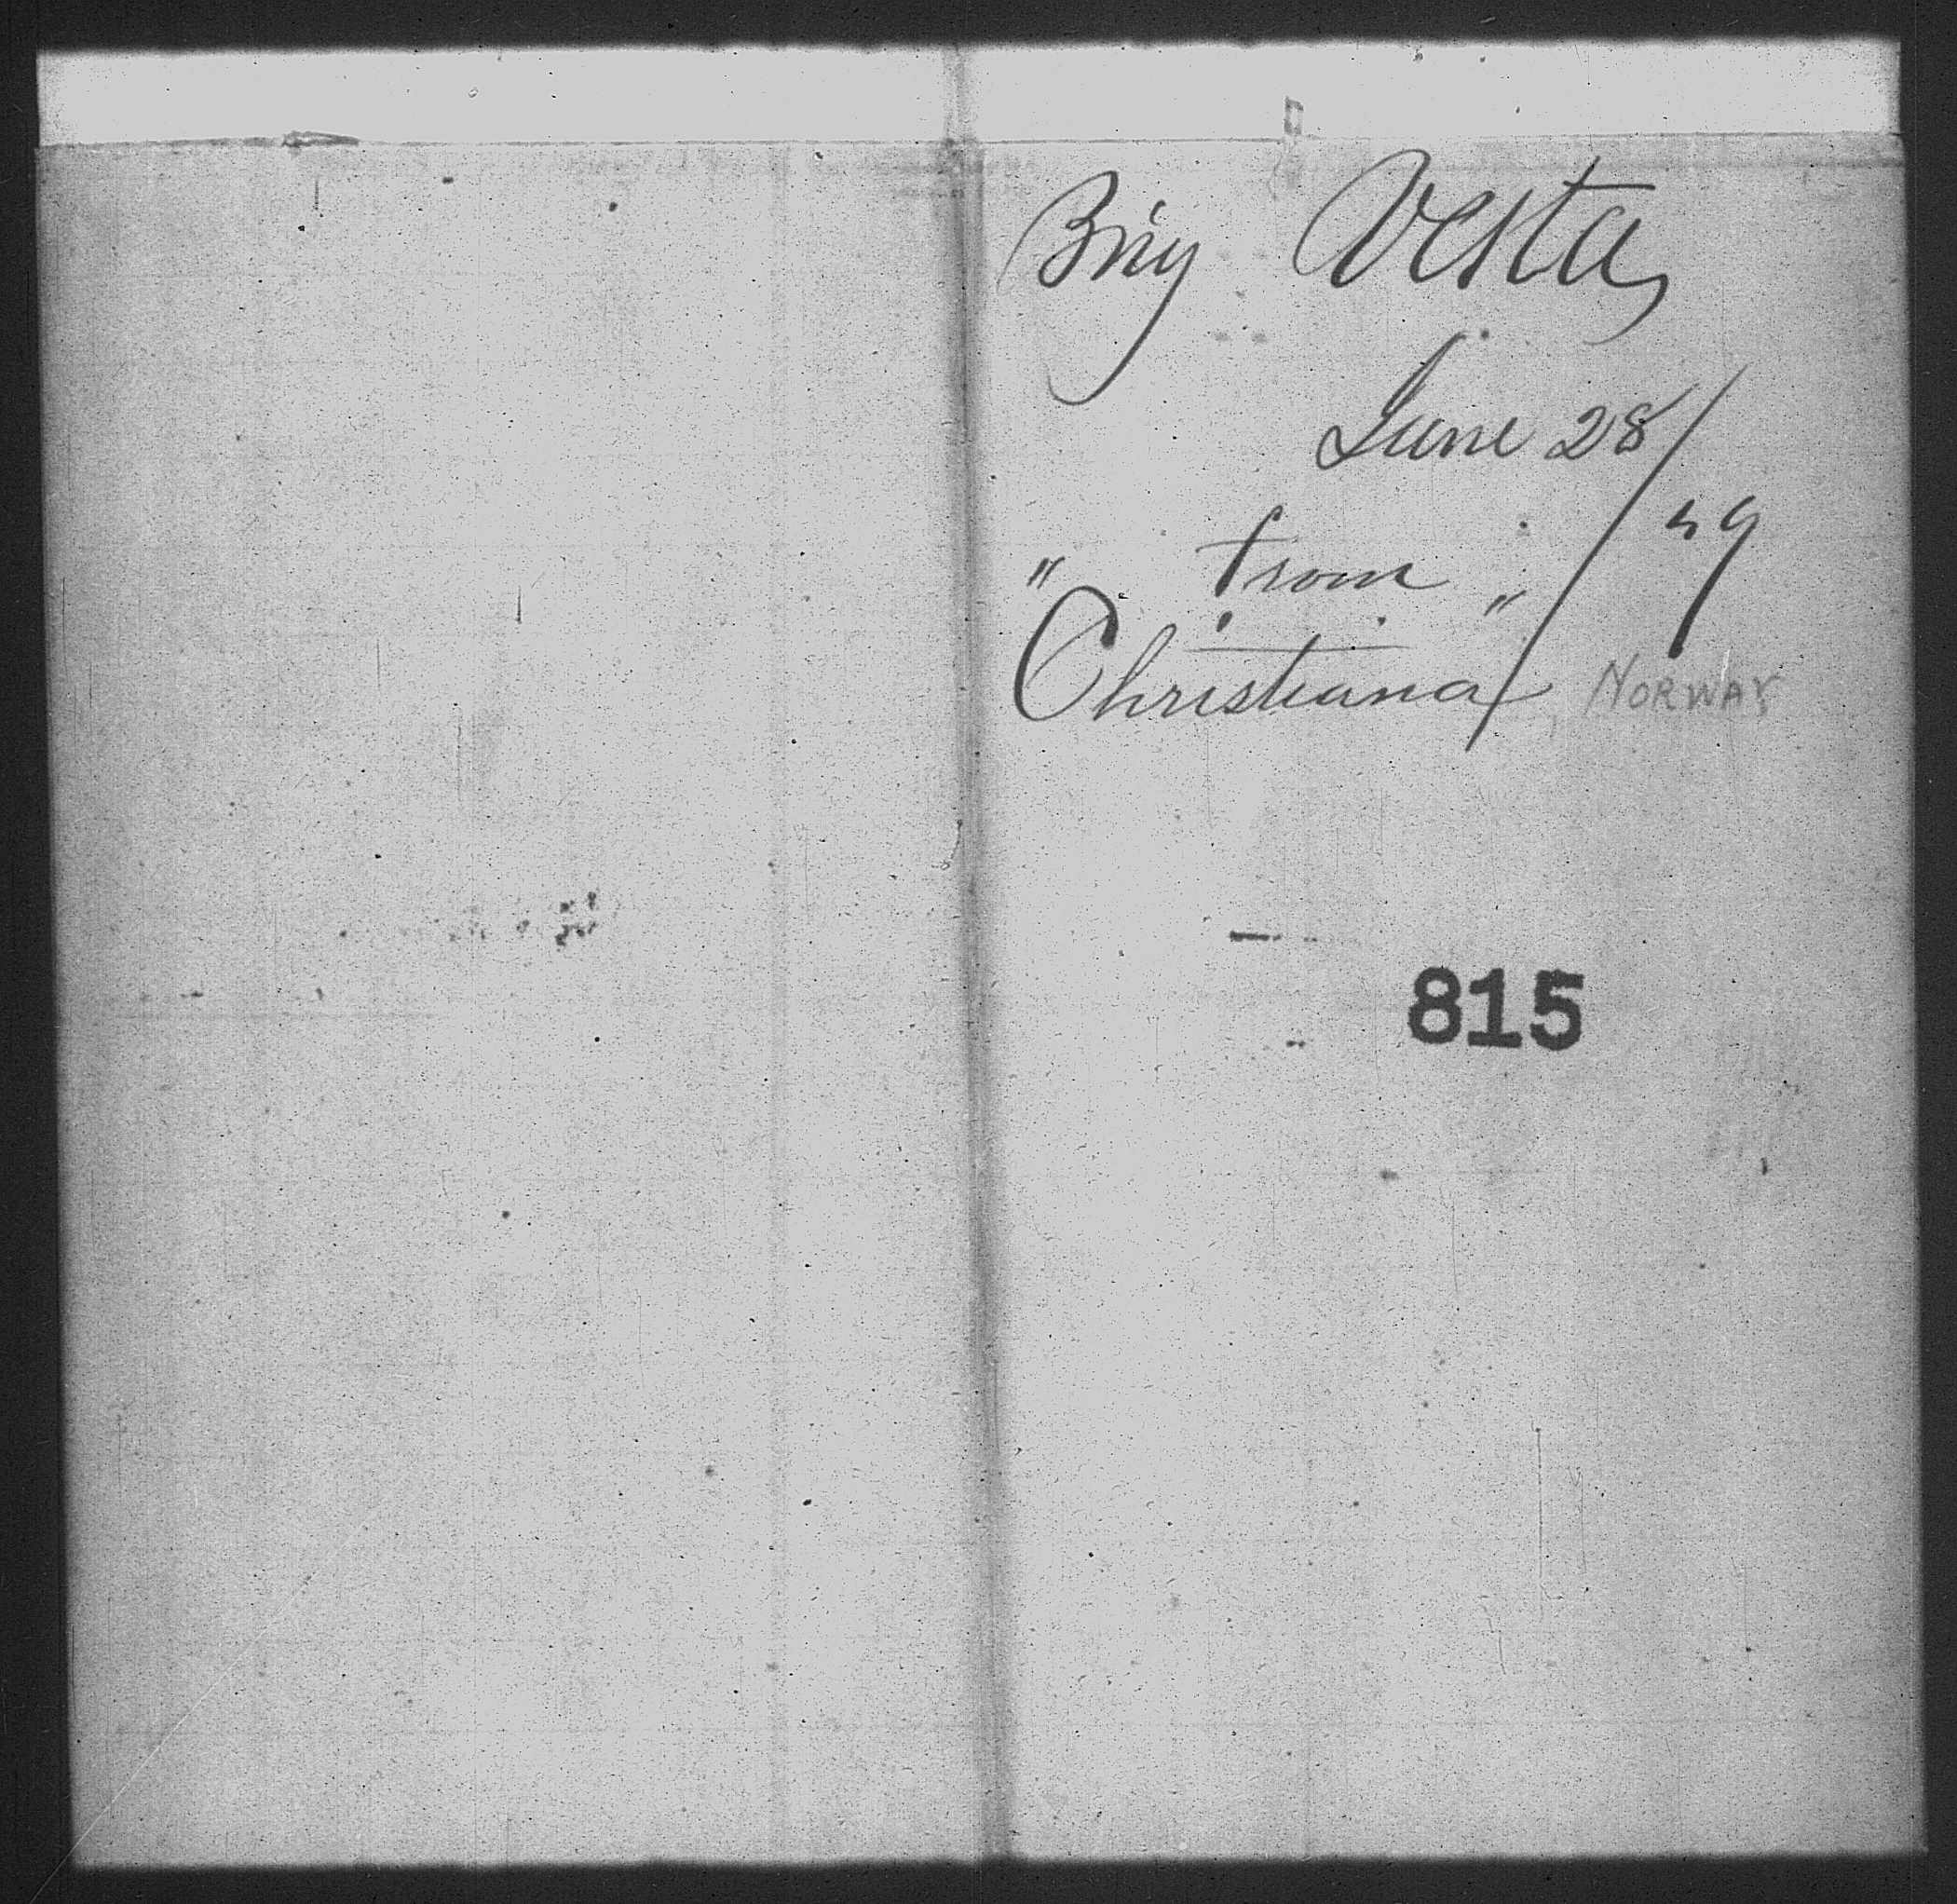 Brig Vesta,
June 28/49
from
"Christiana", NORWAY
815